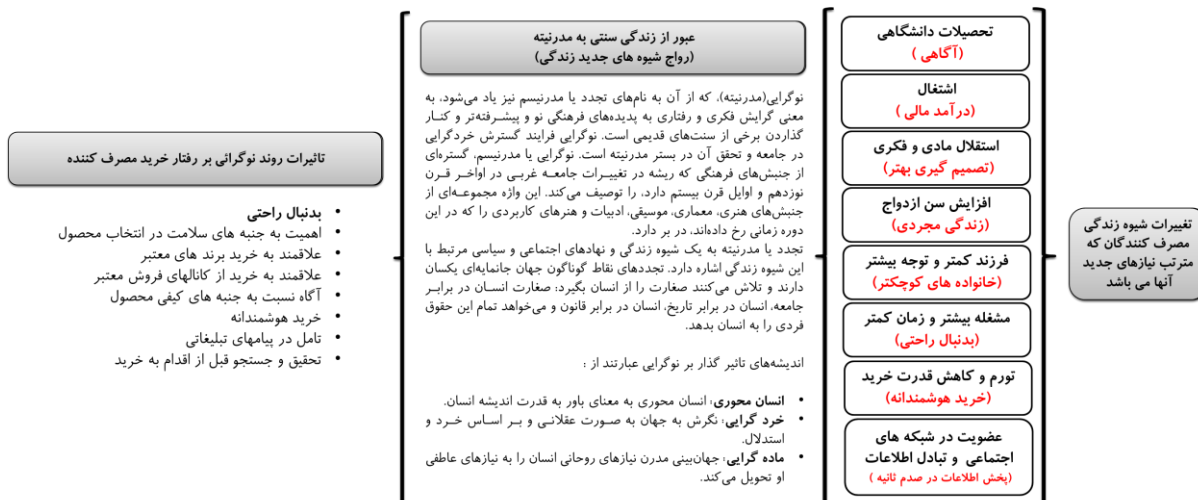 تغییرات شیوه زندگی
مصرف کنندگان که
مترتب نیازهای جدید
آنها می باشد
تحصیلات دانشگاهی
(آگاهی )
اشتغال
(درآمد مالی )
استقلال مادی و فکری
(تصمیم گیری بهتر)
افزایش سن ازدواج
(زندگی مجردی)
فرزند کمتر و توجه بیشتر
(خانواده های کوچکتر)
مشغله بیشتر و زمان کمتر
(بدنبال راحتی)
تورم و کاهش قدرت خرید
(خرید هوشمندانه)
عضویت در شبکه های
اجتماعی و تبادل اطلاعات
(پخش اطلاعات در صدم ثانیه )
عبور از زندگی سنتی به مدرنیته
(رواج شیوه های جدید زندگی)
نوگرایی(مدرنیته)، که از آن به نام‌های تجدد یا مدرنیسم نیز یاد می‌شود، به
معنی گرایش فکری و رفتاری به پدیده‌های فرهنگی نو و پیشرفته‌تر و کنار
گذاردن برخی از سنت‌های قدیمی است. نوگرایی فرایند گسترش خردگرایی
در جامعه و تحقق آن در بستر مدرنیته است. نوگرایی یا مدرنیسم، گستره‌ای
از جنبش‌های فرهنگی که ریشه در تغییرات جامعه غربی در اواخر قرن
نوزدهم و اوایل قرن بیستم دارد، را توصیف می‌کند. این واژه مجموعه‌ای از
جنبش‌های هنری، معماری، موسیقی، ادبیات و هنرهای کاربردی را که در این
دوره زمانی رخ داده‌اند، در بر دارد.
تجدد یا مدرنیته به یک شیوه زندگی و نهادهای اجتماعی و سیاسی مرتبط با
این شیوه زندگی اشاره دارد. تجددهای نقاط گوناگون جهان جانمایه‌ای یکسان
دارند و تلاش می‌کنند صغارت را از انسان بگیرد: صغارت انسان در برابر
جامعه، انسان در برابر تاریخ، انسان در برابر قانون و می‌خواهد تمام این حقوق
فردی را به انسان بدهد.
اندیشه‌های تاثیر گذار بر نوگرایی عبارتند از :
• انسان محوری: انسان محوری به معنای باور به قدرت اندیشه انسان.
• خرد گرایی: نگرش به جهان به صورت عقلانی و بر اساس خرد و
استدلال.
• ماده گرایی: جهان‌بینی مدرن نیازهای روحانی انسان را به نیازهای عاطفی
او تحویل می‌کند.
تاثیرات روند نوگرائی بر رفتار خرید مصرف کننده
• بدنبال راحتی
• اهمیت به جنبه های سلامت در انتخاب محصول
• علاقمند به خرید برند های معتبر
• علاقمند به خرید از کانالهای فروش معتبر
• آگاه نسبت به جنبه های کیفی محصول
• خرید هوشمندانه
• تامل در پیامهای تبلیغاتی
• تحقیق و جستجو قبل از اقدام به خرید